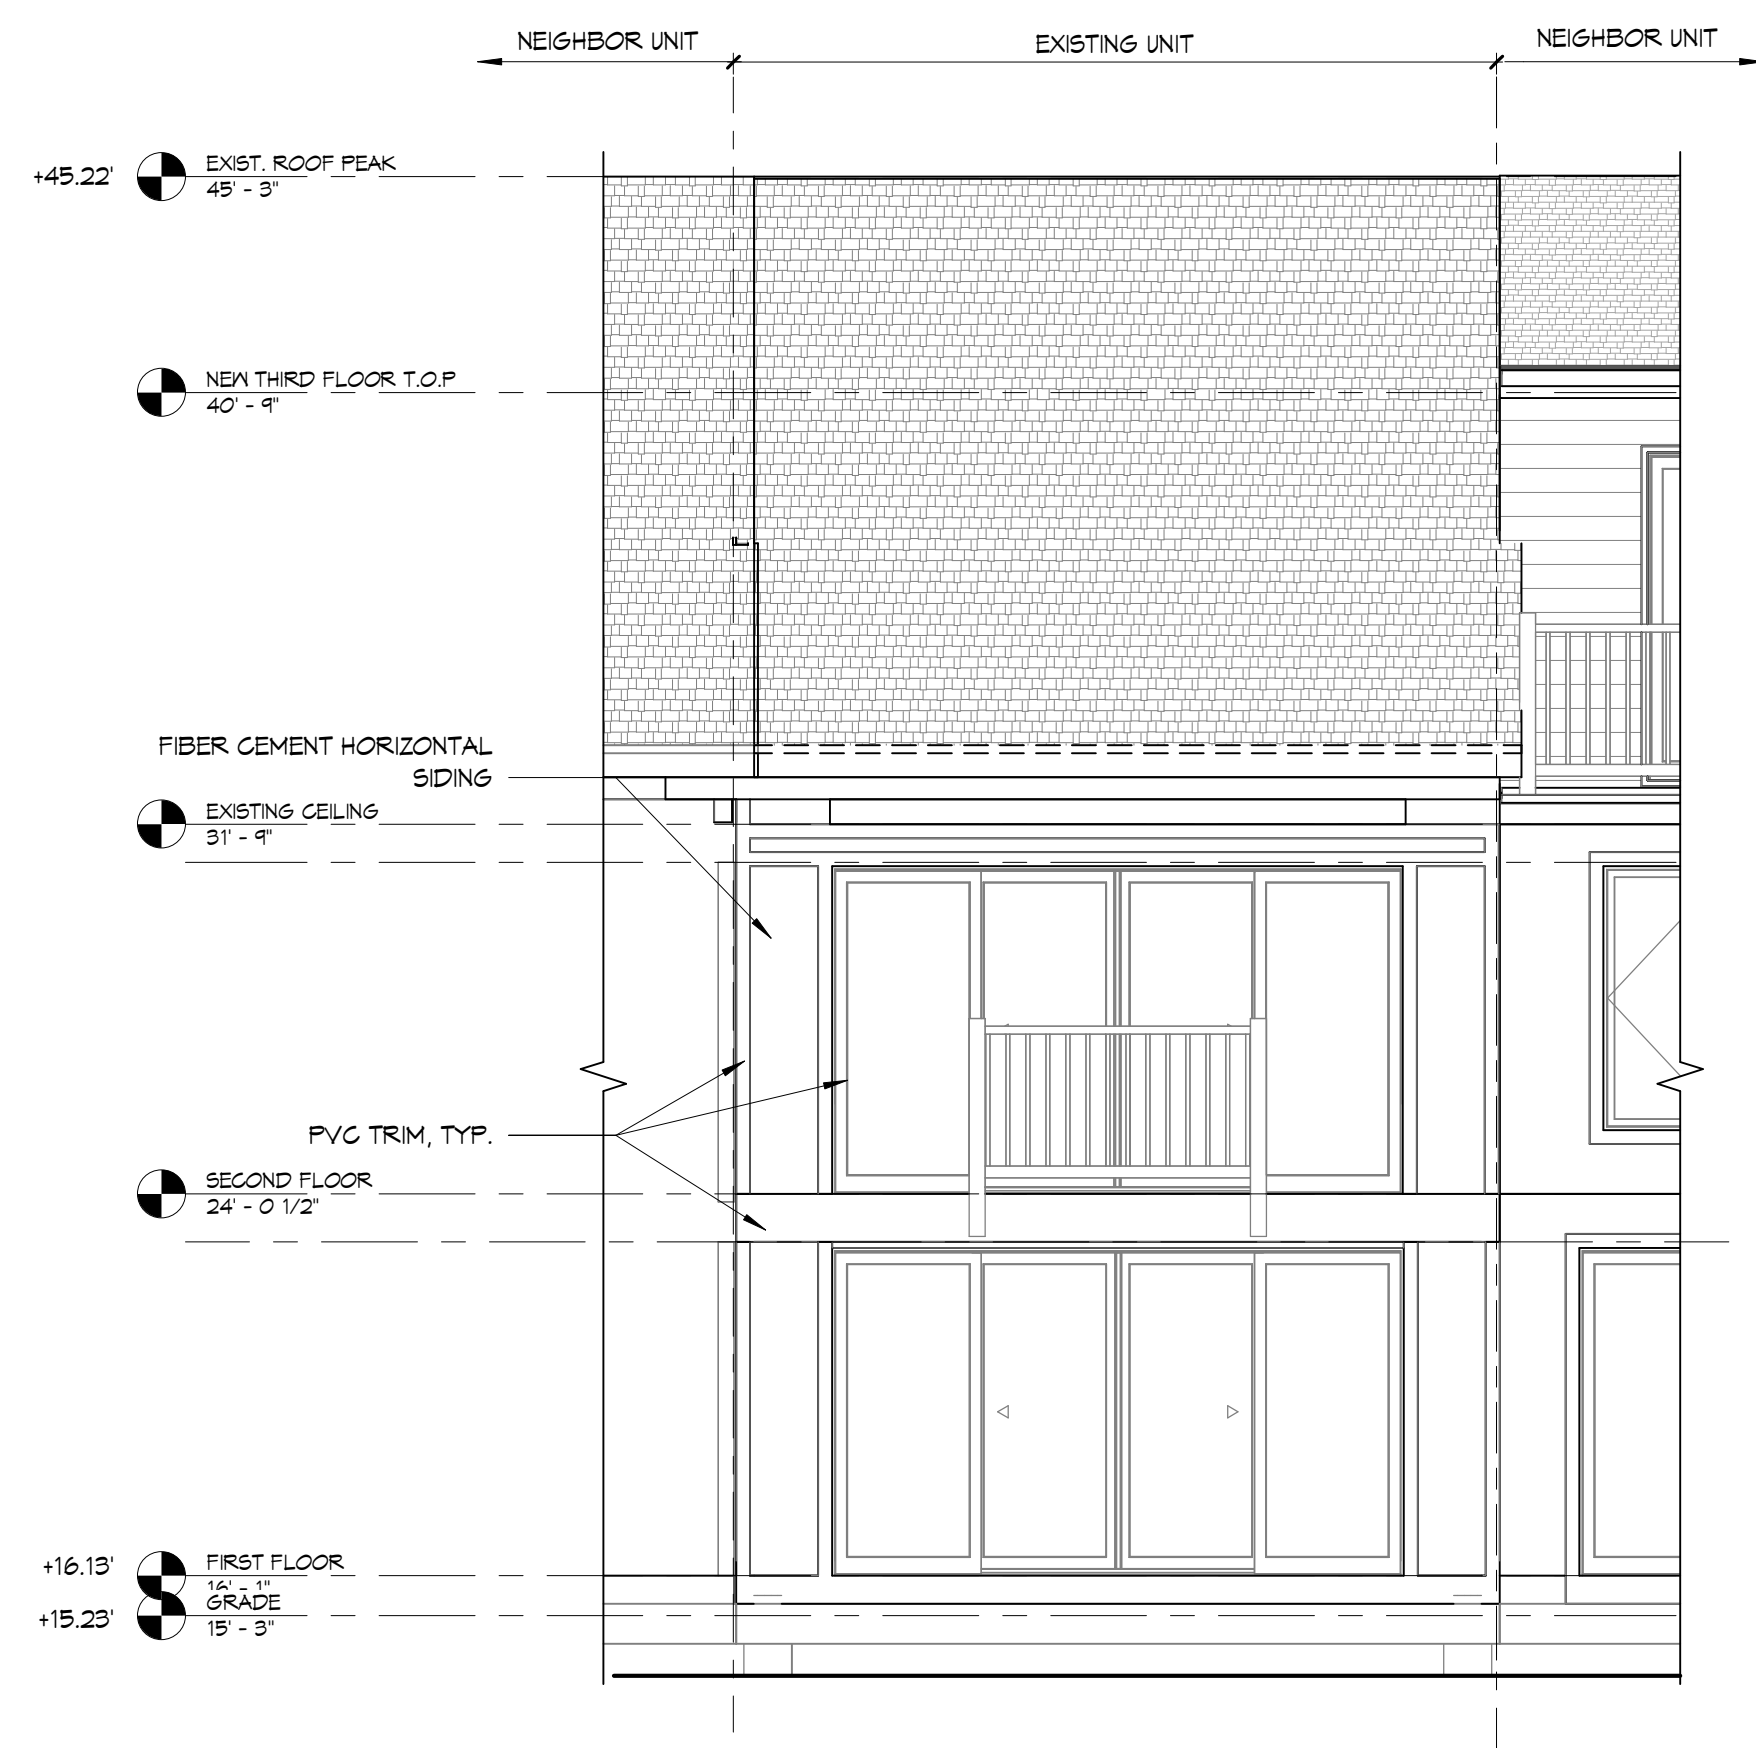 NEIGHBOR UNIT
EXISTING UNIT
NEIGHBOR UNIT
+45.22'
EXIST. ROOF PEAK
45' - 3"
NEW THIRD FLOOR T.O.P
40' - 9"
FIBER CEMENT HORIZONTAL
SIDING
EXISTING CEILING
31' - 9"
PVC TRIM, TYP.
SECOND FLOOR
24' - 0 1/2"
+16.13'
FIRST FLOOR
16' - 1"
+15.23'
GRADE
15' - 3"